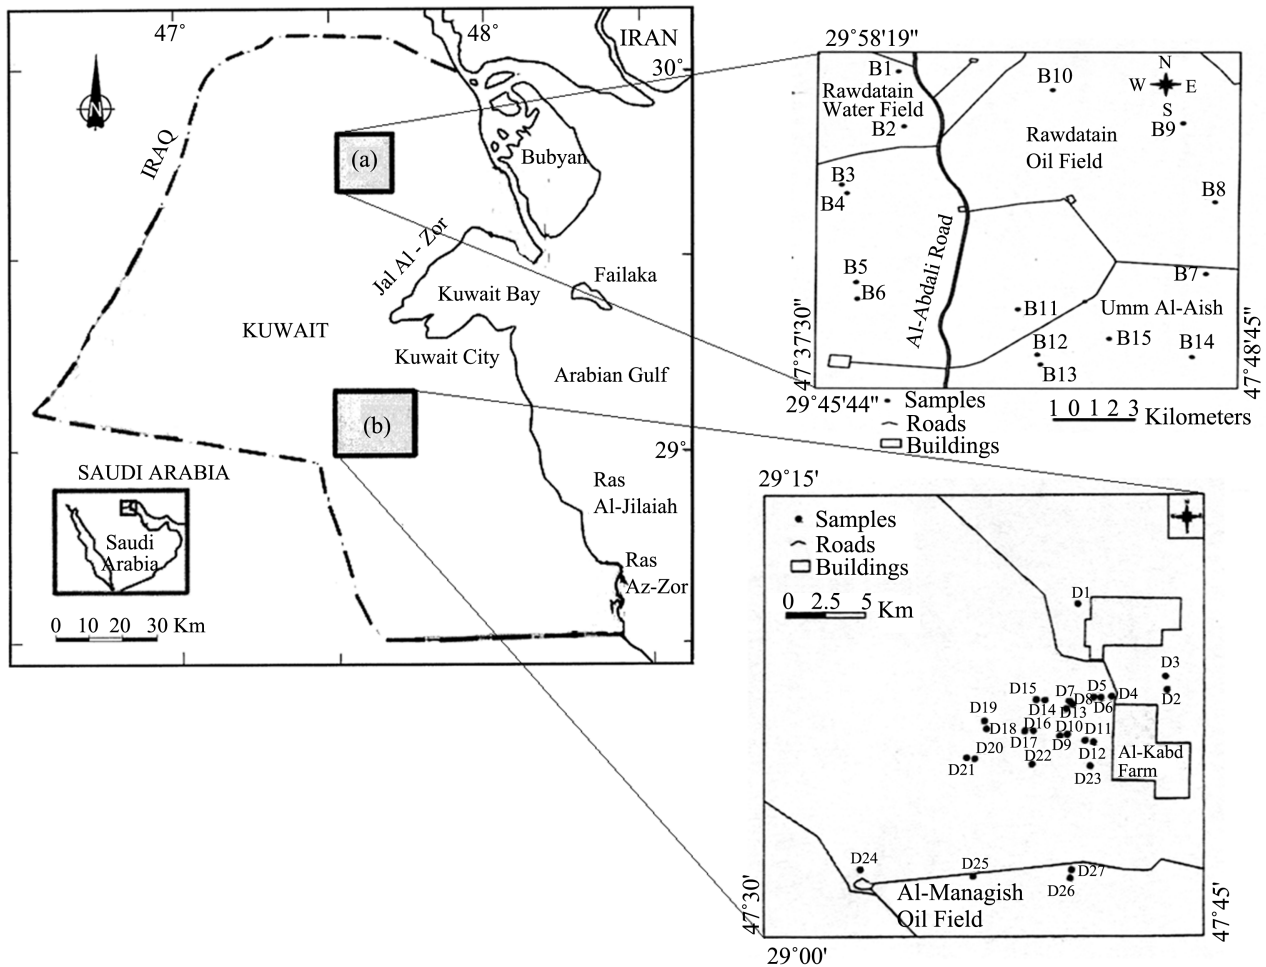 47˚
48˚
IRAN
30˚
N
IRAQ
(a)
Bubyan
Jal Al - Zor
Failaka
Kuwait Bay
KUWAIT
Kuwait City
Arabian Gulf
(b)
29˚
SAUDI ARABIA
Ras
Al-Jilaiah
Saudi
Arabia
Ras
Az-Zor
0 10 20 30 Km
29˚58'19"
B1
B10
N
W E
S
Rawdatain
Water Field
B2
B9
Rawdatain
Oil Field
B3
B4
B8
Al-Abdali Road
B5
B6
B7
B11
Umm Al-Aish
B12
B15
B14
B13
47˚37'30"
47˚48'45"
29˚45'44"
Samples
Roads
Buildings
1 0 1 2 3 Kilometers
29˚15'
Samples
Roads
Buildings
0 2.5 5 Km
D1
D3
D2
D15
D7
D5
D4
D8
D6
D14
D13
D19
D18
D16
D10
D11
D17
D9
D20
D22
D12
D21
D23
Al-Kabd
Farm
D24
D25
D27
D26
Al-Managish
Oil Field
47˚30'
47˚45'
29˚00'